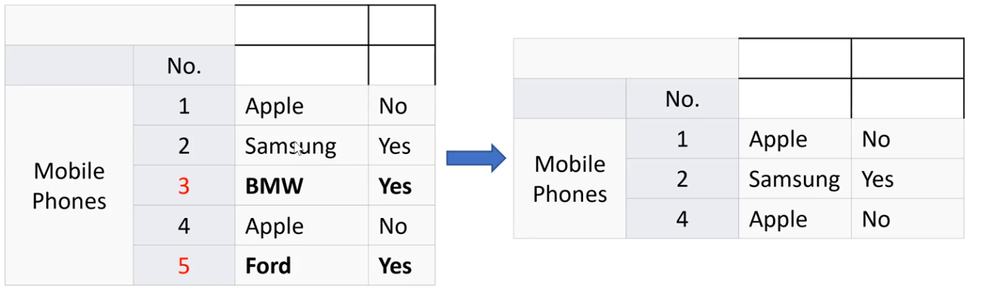 No.
1 Apple No
2 Samsung Yes
Mobile Phones
3 BMW Yes
4 Apple No
5 Ford Yes
No.
1 Apple No
Mobile Phones
2 Samsung Yes
4 Apple No